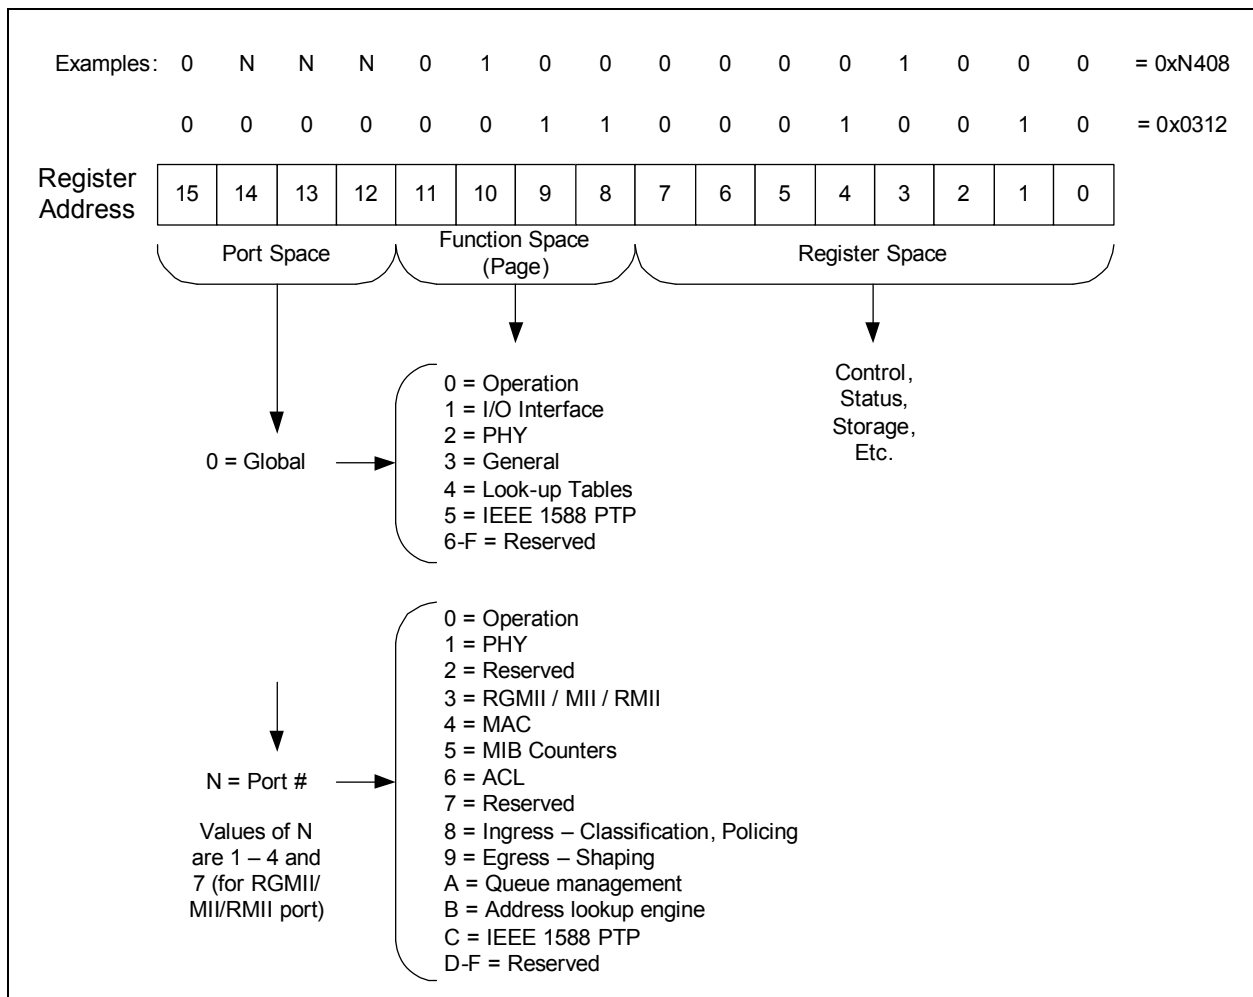 Examples: 0 N N N 0 1 0 0 0 0 0 0 1 0 0 0 = 0xN408
0 0 0 0 0 0 1 1 0 0 0 1 0 0 1 0 = 0x0312
Register
Address
15 14 13 12 11 10 9 8 7 6 5 4 3 2 1 0
Port Space
Function Space
(Page)
Register Space
0 = Global
0 = Operation
1 = I/O Interface
2 = PHY
3 = General
4 = Look-up Tables
5 = IEEE 1588 PTP
6-F = Reserved
Control,
Status,
Storage,
Etc.
N = Port #
Values of N
are 1 – 4 and
7 (for RGMII/
MII/RMII port)
0 = Operation
1 = PHY
2 = Reserved
3 = RGMII / MII / RMII
4 = MAC
5 = MIB Counters
6 = ACL
7 = Reserved
8 = Ingress – Classification, Policing
9 = Egress – Shaping
A = Queue management
B = Address lookup engine
C = IEEE 1588 PTP
D-F = Reserved